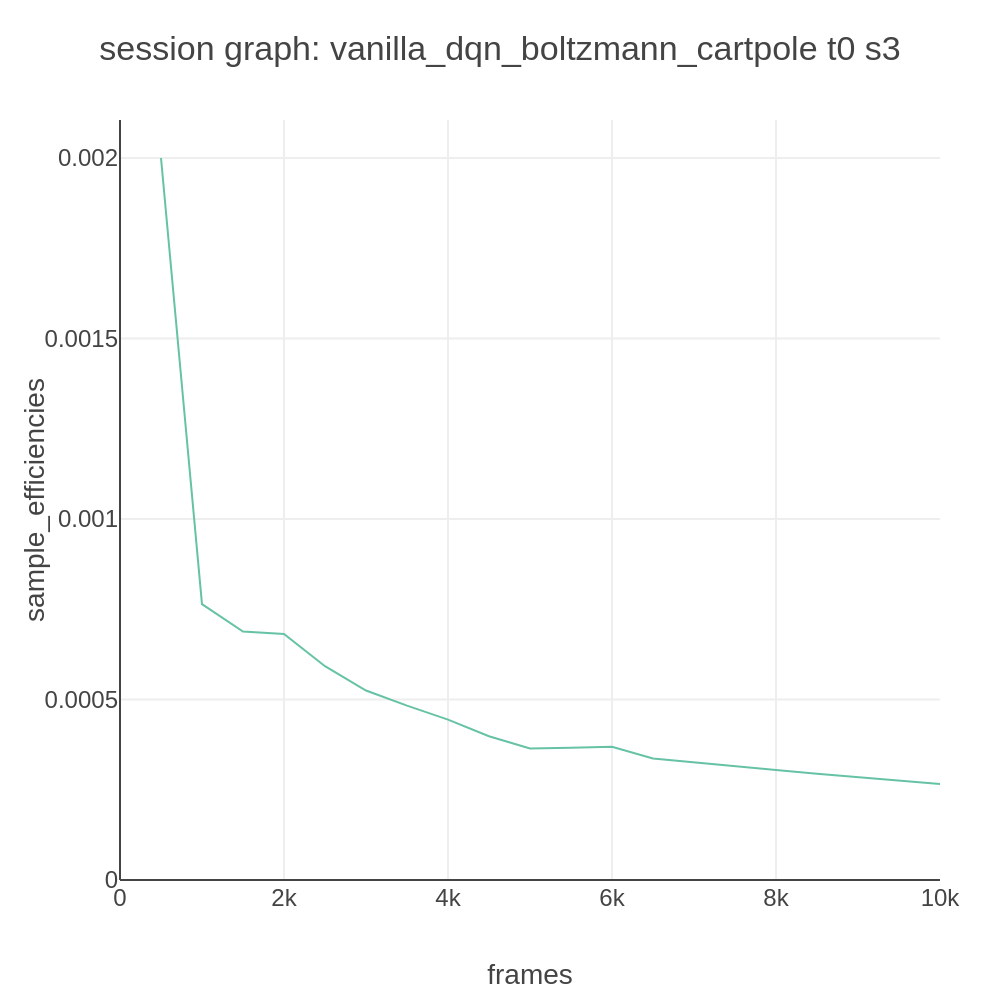 session graph: vanilla_dqn_boltzmann_cartpole t0 s3
sample_efficiencies
0.002
0.0015
0.001
0.0005
0
0 2k 4k 6k 8k 10k
frames